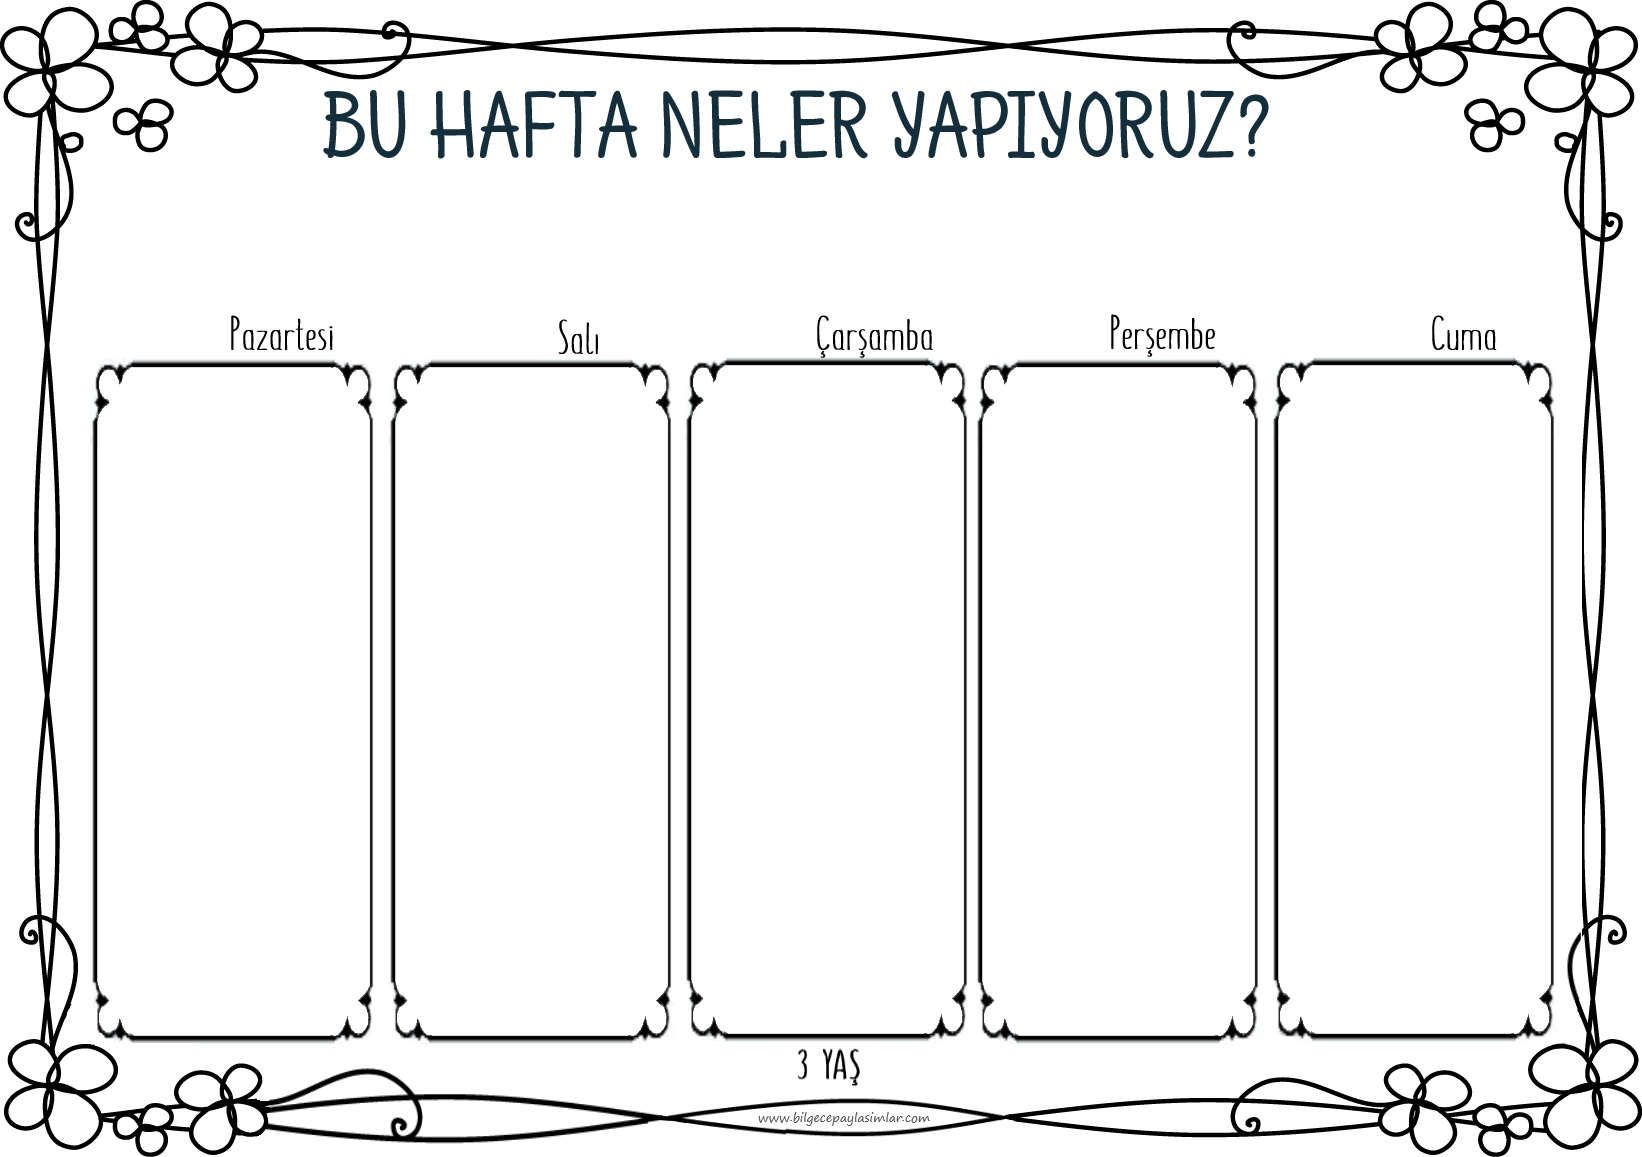 BU HAFTA NELER YAPIYORUZ?
Pazartesi Salı Çarşamba Perşembe Cuma
3 YAŞ
www.bilgecepaylasimlar.com